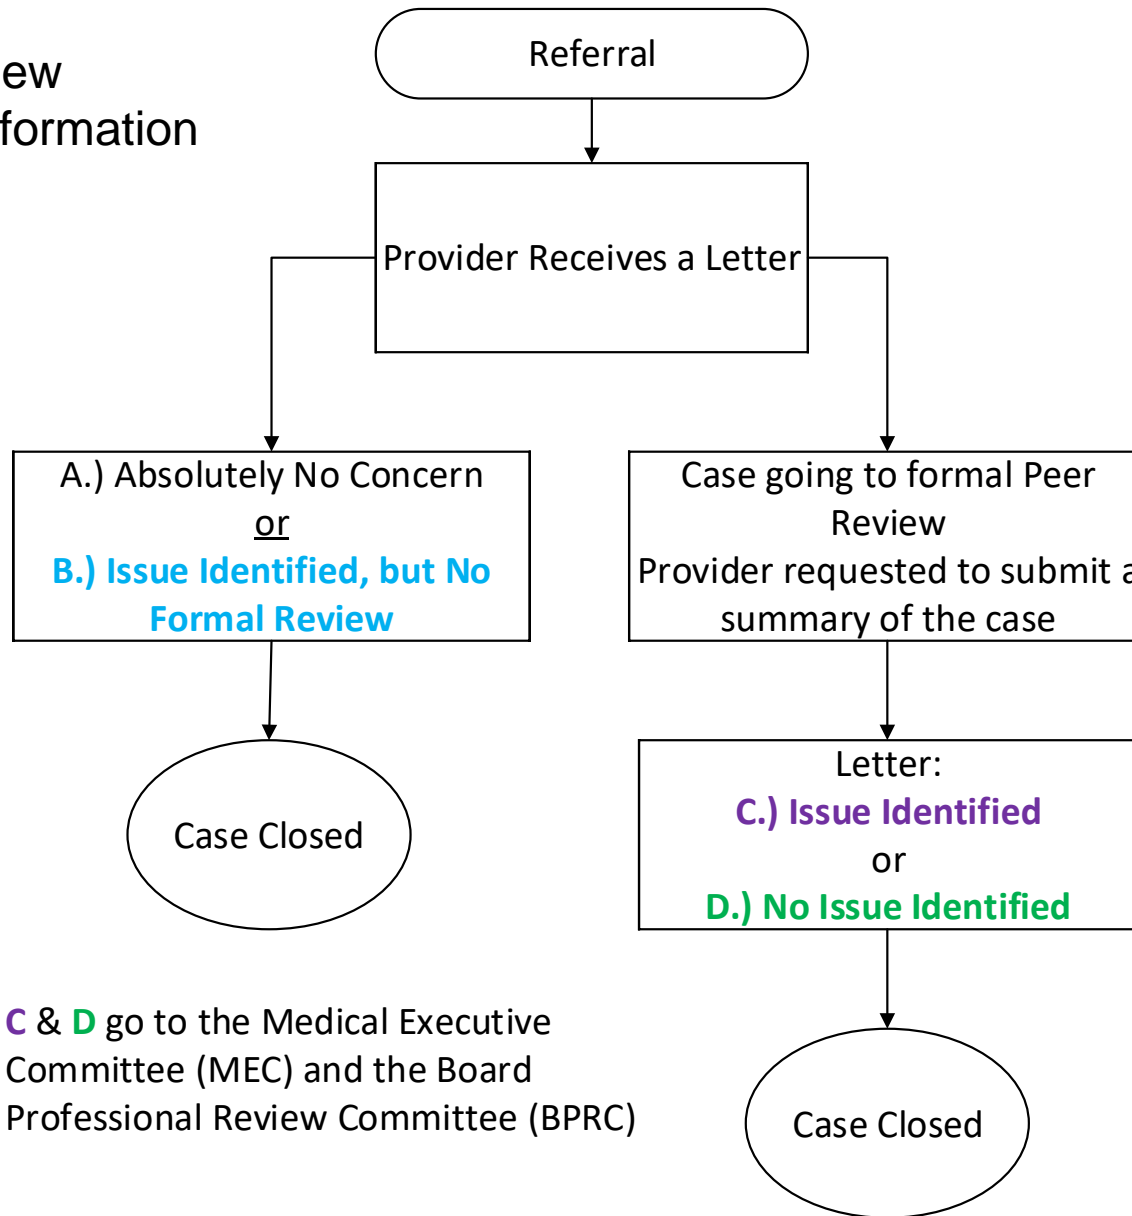 Referral
ew
formation
Provider Receives a Letter
A.) Absolutely No Concern
or
B.) Issue Identified, but No
Formal Review
Case going to formal Peer
Review
Provider requested to submit a
summary of the case
Case Closed
Letter:
C.) Issue Identified
or
D.) No Issue Identified
C & D go to the Medical Executive
Committee (MEC) and the Board
Professional Review Committee (BPRC)
Case Closed